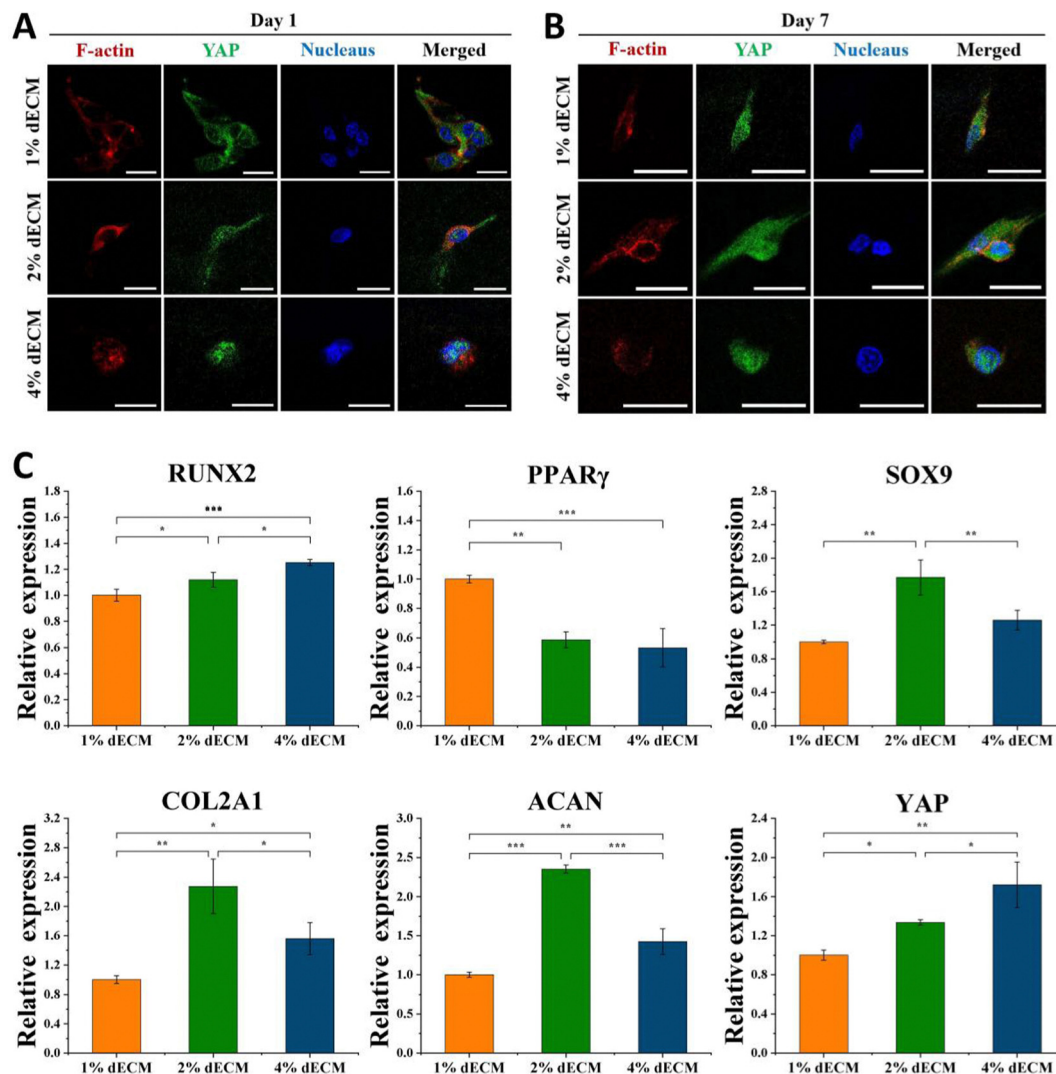 A
Day 1
F-actin YAP Nucleaus Merged
1% dECM
2% dECM
4% dECM
B
Day 7
F-actin YAP Nucleaus Merged
1% dECM
2% dECM
4% dECM
C
RUNX2
Relative expression
1.8
1.6
1.4
1.2
1.0
0.8
0.6
0.4
0.2
0.0
***
* *
1% dECM 2% dECM 4% dECM
PPARγ
Relative expression
1.6
1.4
1.2
1.0
0.8
0.6
0.4
0.2
0.0
***
**
1% dECM 2% dECM 4% dECM
SOX9
Relative expression
2.8
2.4
2.0
1.6
1.2
0.8
0.4
0.0
** **
1% dECM 2% dECM 4% dECM
COL2A1
Relative expression
3.2
2.8
2.4
2.0
1.6
1.2
0.8
0.4
0.0
*
** *
1% dECM 2% dECM 4% dECM
ACAN
Relative expression
3.0
2.5
2.0
1.5
1.0
0.5
0.0
**
*** ***
1% dECM 2% dECM 4% dECM
YAP
Relative expression
2.4
2.0
1.6
1.2
0.8
0.4
0.0
**
* *
1% dECM 2% dECM 4% dECM